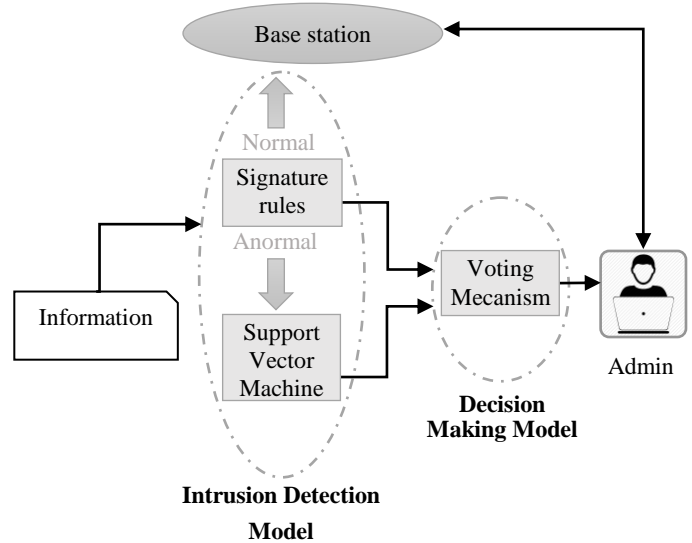 Base station
Normal
Signature
rules
Anormal
Information
Support
Vector
Machine
Voting
Mecanism
Admin
Decision
Making Model
Intrusion Detection
Model